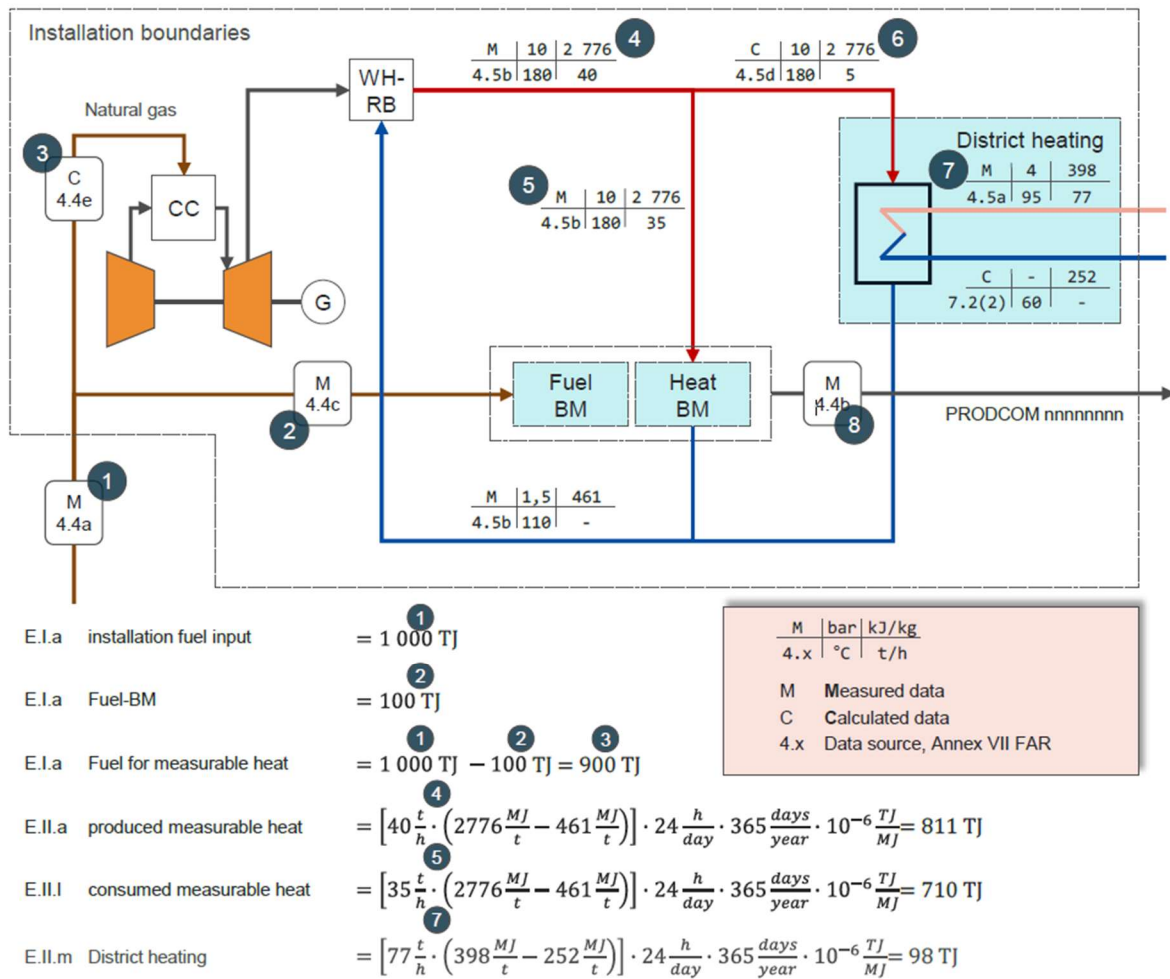 Installation boundaries
M 10 2 776
4.5b 180 40
4
C 10 2 776
4.5d 180 5
6
WH-
RB
Natural gas
3
C
4.4e
CC
G
5
M 10 2 776
4.5b 180 35
District heating
7
M 4 398
4.5a 95 77
C - 252
7.2(2) 60 -
M
4.4c
2
Fuel
BM
Heat
BM
M
4.4b
8
PRODCOM nnnnnnnn
1
M
4.4a
M 1,5 461
4.5b 110 -
1
E.I.a installation fuel input = 1 000 TJ
2
E.I.a Fuel-BM = 100 TJ
1 2 3
E.I.a Fuel for measurable heat = 1 000 TJ − 100 TJ = 900 TJ
4
E.II.a produced measurable heat = [40 t/h · (2776 MJ/t − 461 MJ/t)] · 24 h/day · 365 days/year · 10⁻⁶ TJ/MJ = 811 TJ
5
E.II.l consumed measurable heat = [35 t/h · (2776 MJ/t − 461 MJ/t)] · 24 h/day · 365 days/year · 10⁻⁶ TJ/MJ = 710 TJ
7
E.II.m District heating = [77 t/h · (398 MJ/t − 252 MJ/t)] · 24 h/day · 365 days/year · 10⁻⁶ TJ/MJ = 98 TJ
M bar kJ/kg
4.x °C t/h
M Measured data
C Calculated data
4.x Data source, Annex VII FAR